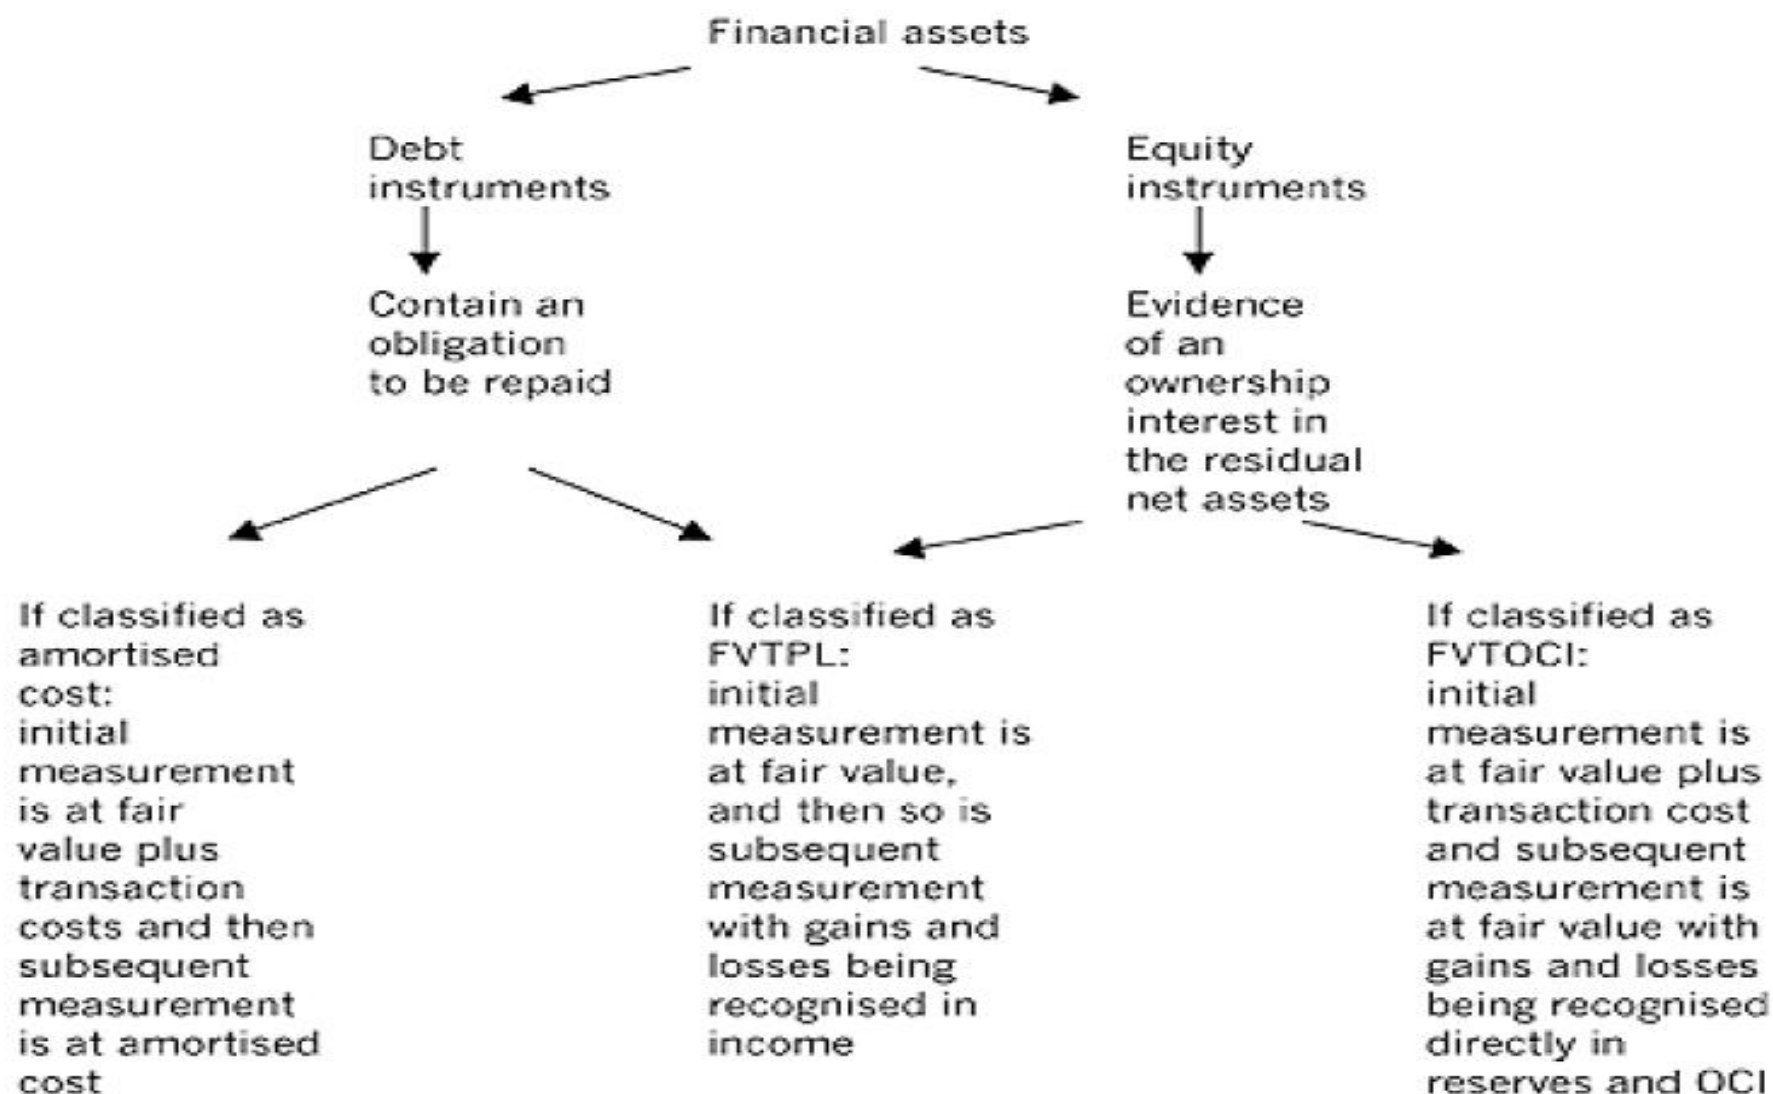 Financial assets
Debt
instruments
Equity
instruments
Contain an
obligation
to be repaid
Evidence
of an
ownership
interest in
the residual
net assets
If classified as
amortised
cost:
initial
measurement
is at fair
value plus
transaction
costs and then
subsequent
measurement
is at amortised
cost
If classified as
FVTPL:
initial
measurement is
at fair value,
and then so is
subsequent
measurement
with gains and
losses being
recognised in
income
If classified as
FVTOCI:
initial
measurement is
at fair value plus
transaction cost
and subsequent
measurement is
at fair value with
gains and losses
being recognised
directly in
reserves and OCI